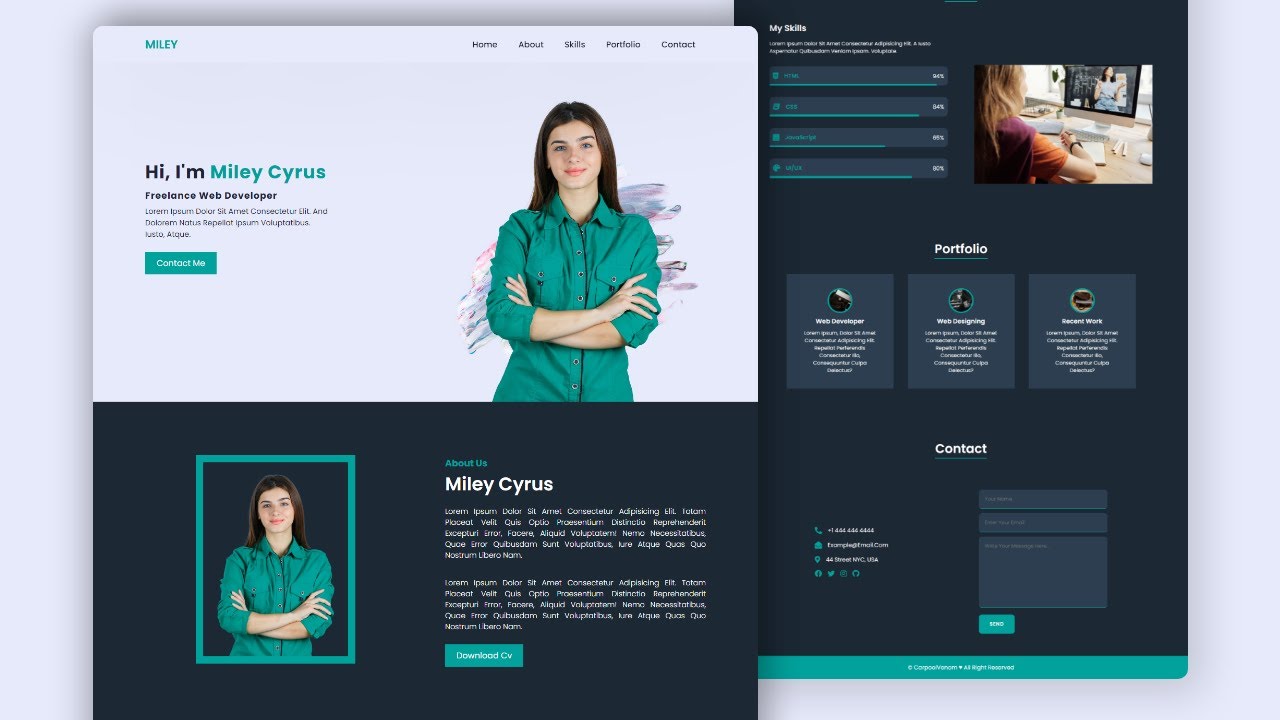 MILEY
Home
About
Skills
Portfolio
Contact
Hi, I'm Miley Cyrus
Freelance Web Developer
Lorem Ipsum Dolor Sit Amet Consectetur Elit. And
Dolorem Natus Repellat Ipsum Voluptatibus.
Iusto, Atque.
Contact Me
About Us
Miley Cyrus
Lorem Ipsum Dolor Sit Amet Consectetur Adipisicing Elit. Totam
Placeat Velit Quis Optio Praesentium Distinctio Reprehenderit
Excepturi Error, Facere, Aliquid Voluptatem! Nemo Necessitatibus,
Quae Error Quibusdam Sunt Voluptatibus, Iure Atque Quas Quo
Nostrum Libero Nam.
Lorem Ipsum Dolor Sit Amet Consectetur Adipisicing Elit. Totam
Placeat Velit Quis Optio Praesentium Distinctio Reprehenderit
Excepturi Error, Facere, Aliquid Voluptatem! Nemo Necessitatibus,
Quae Error Quibusdam Sunt Voluptatibus, Iure Atque Quas Quo
Nostrum Libero Nam.
Download Cv
My Skills
Lorem Ipsum Dolor Sit Amet Consectetur Adipisicing Elit. A Iusto
Aspernatur Quibusdam Veniam Ipsam. Voluptate.
HTML 94%
CSS 84%
JavaScript 65%
UI/UX 80%
Portfolio
Web Developer
Lorem Ipsum, Dolor Sit Amet
Consectetur Adipisicing Elit.
Repellat Perferendis
Consectetur Illo,
Consequuntur Culpa
Delectus?
Web Designing
Lorem Ipsum, Dolor Sit Amet
Consectetur Adipisicing Elit.
Repellat Perferendis
Consectetur Illo,
Consequuntur Culpa
Delectus?
Recent Work
Lorem Ipsum, Dolor Sit Amet
Consectetur Adipisicing Elit.
Repellat Perferendis
Consectetur Illo,
Consequuntur Culpa
Delectus?
Contact
+1 444 444 4444
Example@Email.Com
44 Street NYC, USA
Your Name
Enter Your Email
Write Your Message here..
SEND
© CarpoolVenom ♥ All Right Reserved